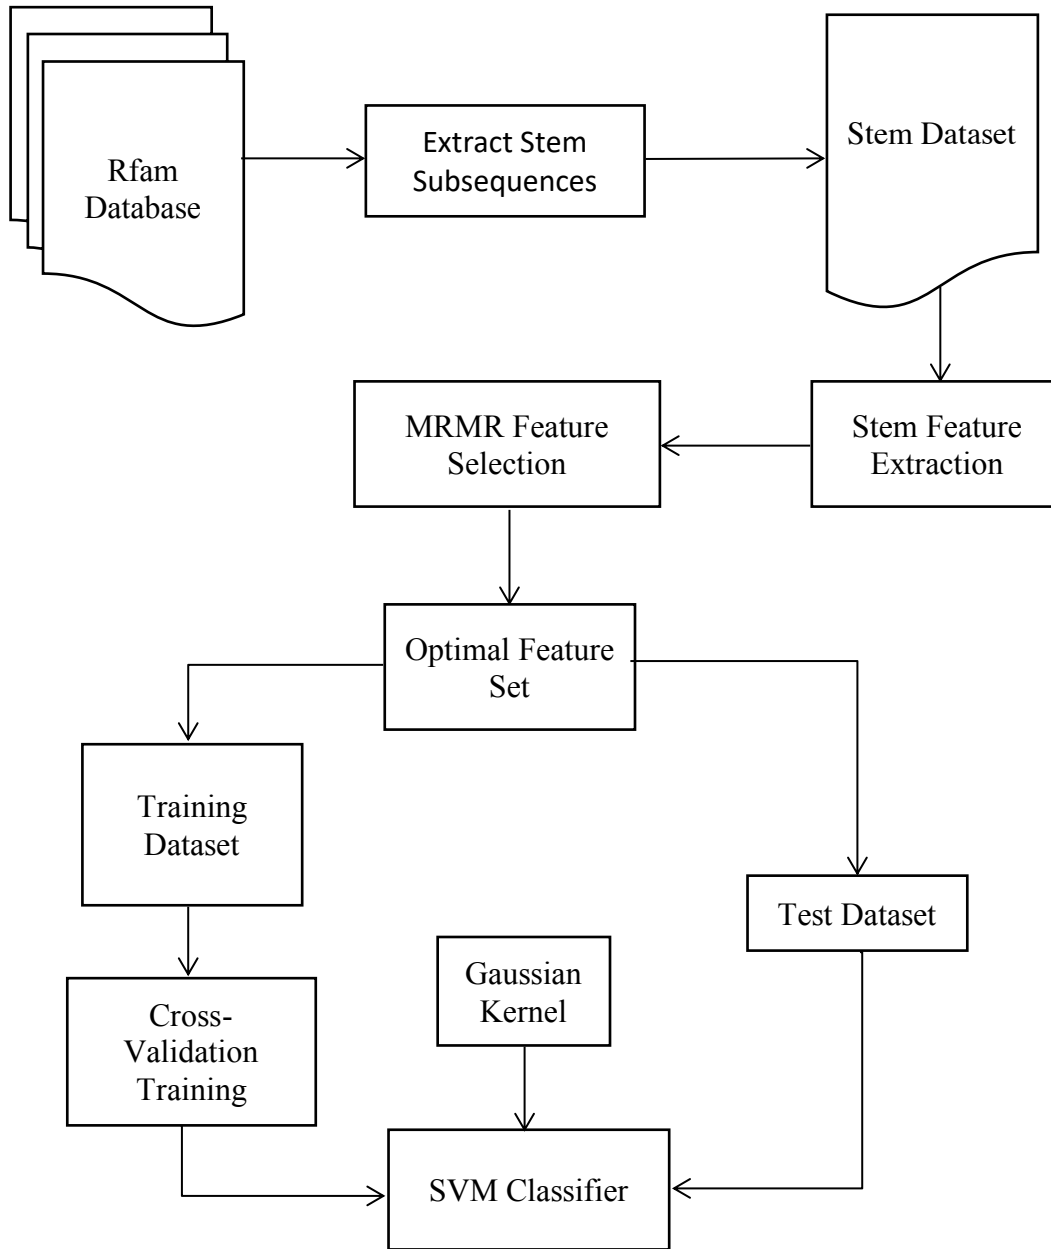 Rfam
Database
Extract Stem
Subsequences
Stem Dataset
MRMR Feature
Selection
Stem Feature
Extraction
Optimal Feature
Set
Training
Dataset
Test Dataset
Gaussian
Kernel
Cross-
Validation
Training
SVM Classifier